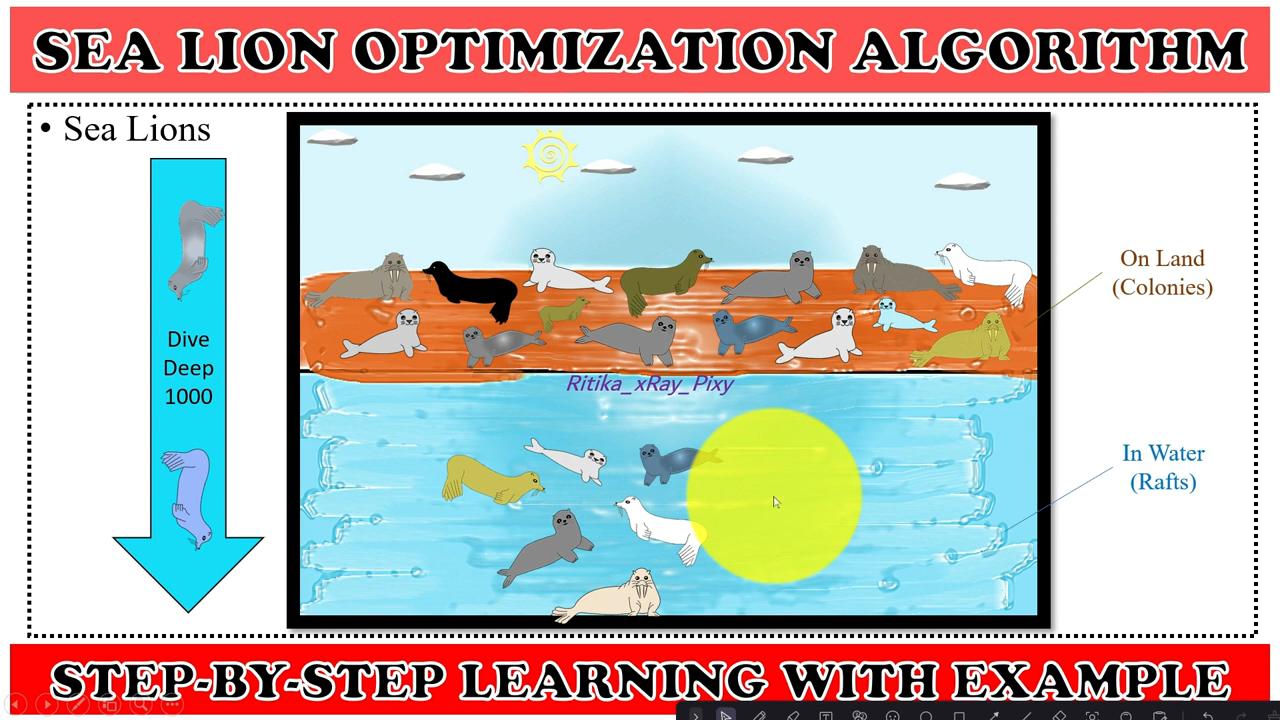 SEA LION OPTIMIZATION ALGORITHM
• Sea Lions
Dive
Deep
1000
On Land
(Colonies)
Ritika_xRay_Pixy
In Water
(Rafts)
STEP-BY-STEP LEARNING WITH EXAMPLE